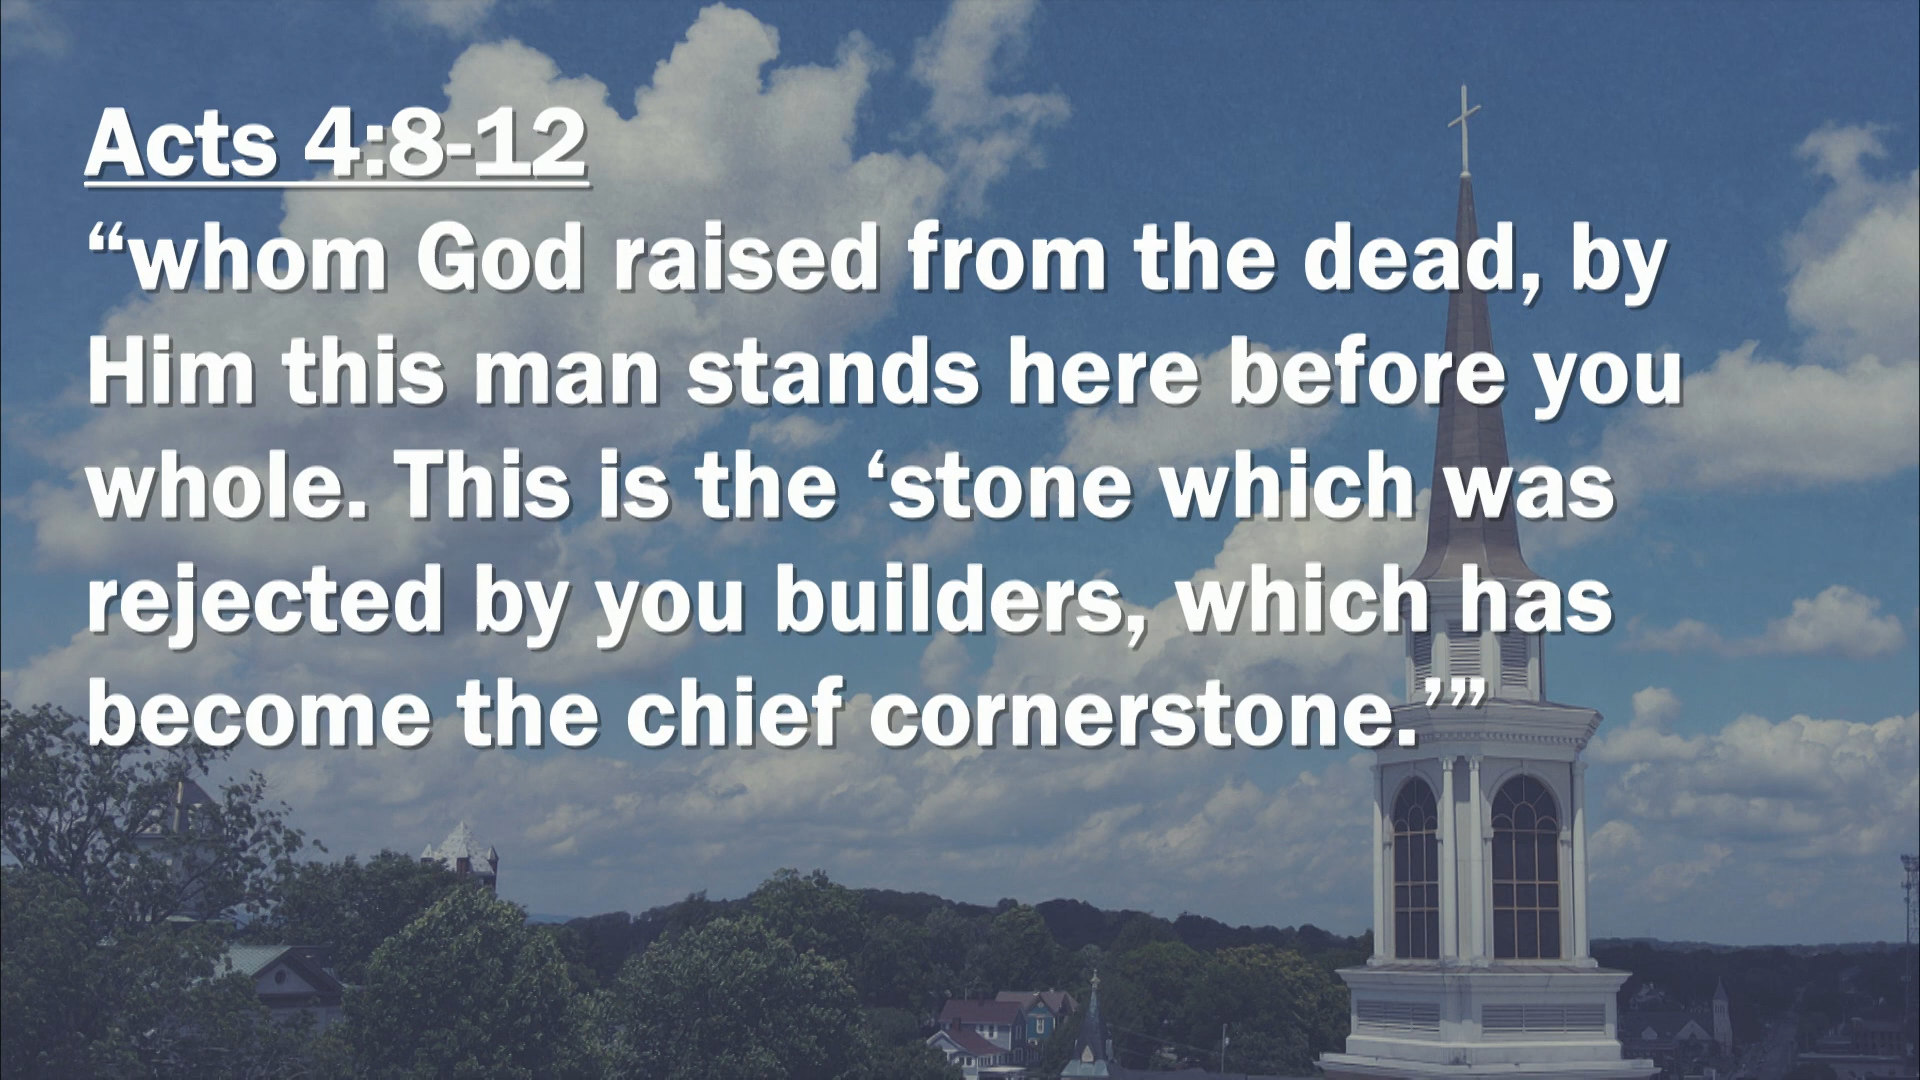 Acts 4:8-12
“whom God raised from the dead, by
Him this man stands here before you
whole. This is the ‘stone which was
rejected by you builders, which has
become the chief cornerstone.’”